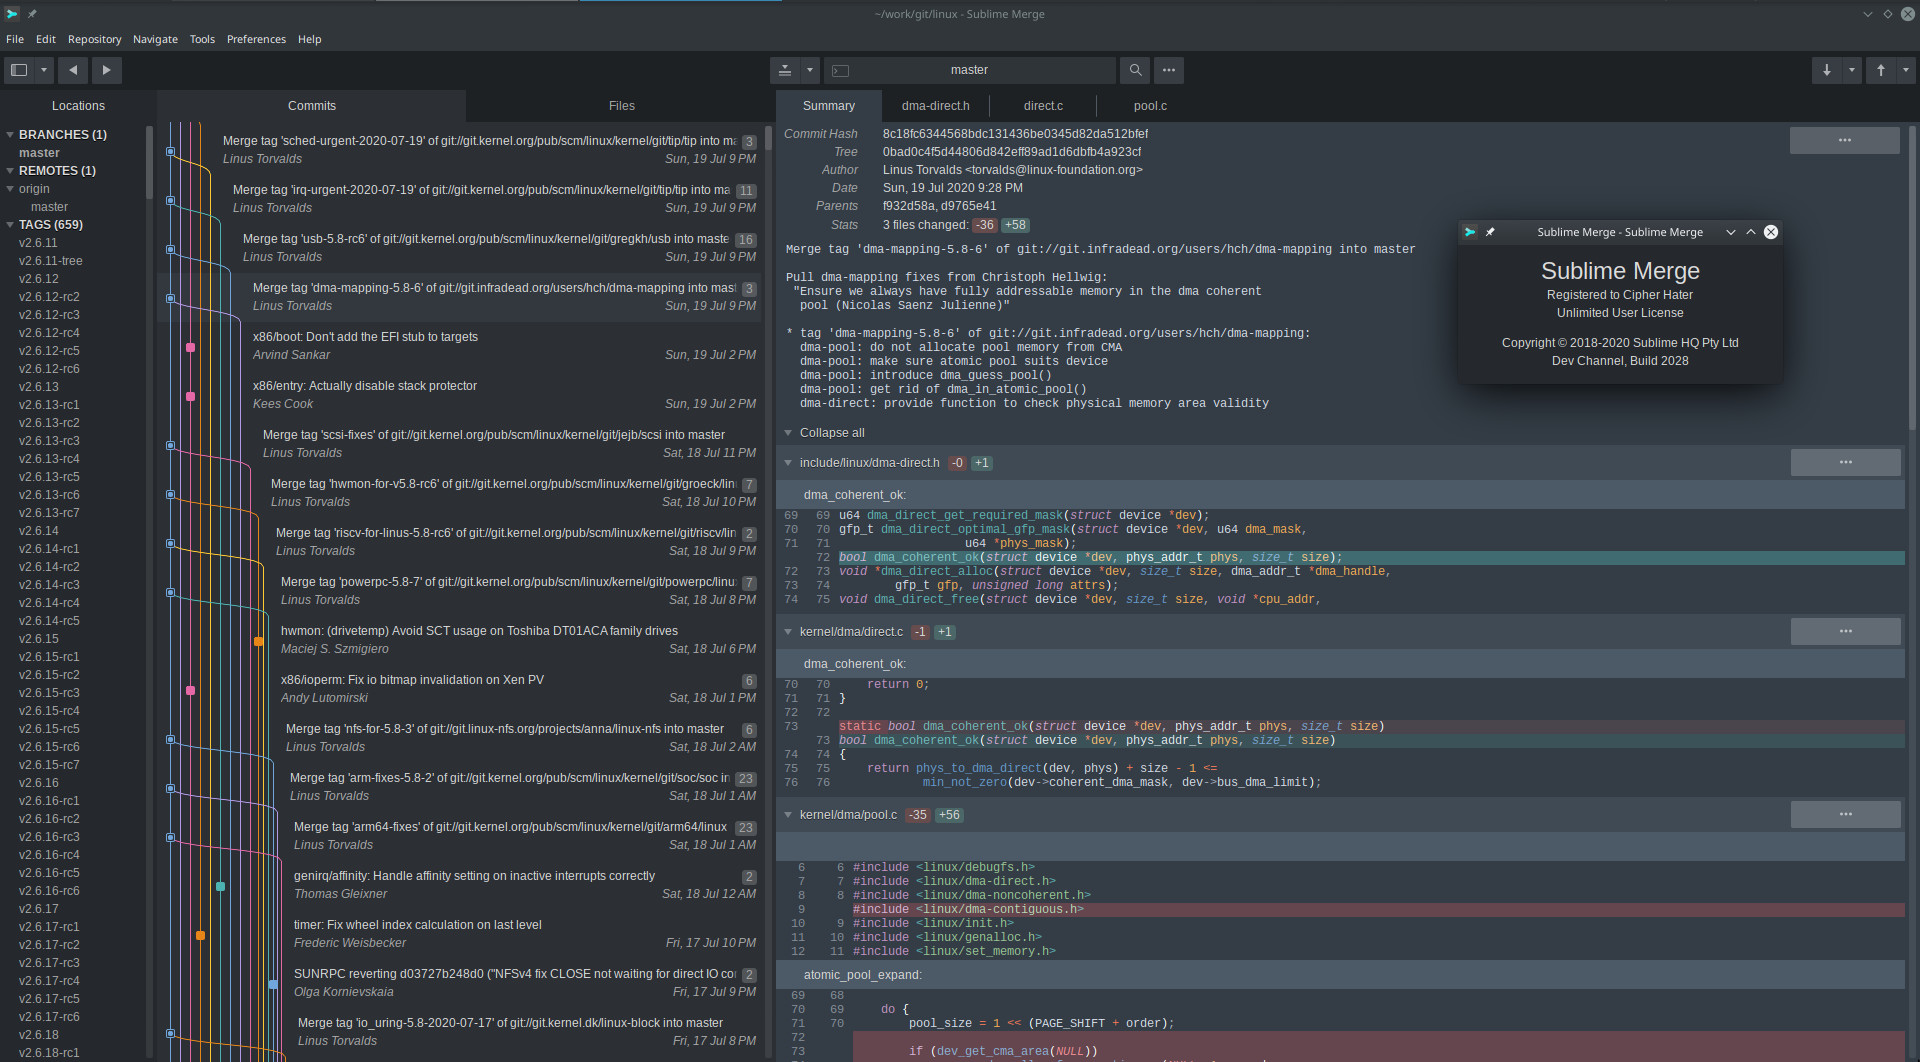 ~/work/git/linux - Sublime Merge
File Edit Repository Navigate Tools Preferences Help
master
Locations
BRANCHES (1)
master
REMOTES (1)
origin
master
TAGS (659)
v2.6.11
v2.6.11-tree
v2.6.12
v2.6.12-rc2
v2.6.12-rc3
v2.6.12-rc4
v2.6.12-rc5
v2.6.12-rc6
v2.6.13
v2.6.13-rc1
v2.6.13-rc2
v2.6.13-rc3
v2.6.13-rc4
v2.6.13-rc5
v2.6.13-rc6
v2.6.13-rc7
v2.6.14
v2.6.14-rc1
v2.6.14-rc2
v2.6.14-rc3
v2.6.14-rc4
v2.6.14-rc5
v2.6.15
v2.6.15-rc1
v2.6.15-rc2
v2.6.15-rc3
v2.6.15-rc4
v2.6.15-rc5
v2.6.15-rc6
v2.6.15-rc7
v2.6.16
v2.6.16-rc1
v2.6.16-rc2
v2.6.16-rc3
v2.6.16-rc4
v2.6.16-rc5
v2.6.16-rc6
v2.6.17
v2.6.17-rc1
v2.6.17-rc2
v2.6.17-rc3
v2.6.17-rc4
v2.6.17-rc5
v2.6.17-rc6
v2.6.18
v2.6.18-rc1
Commits Files
Merge tag 'sched-urgent-2020-07-19' of git://git.kernel.org/pub/scm/linux/kernel/git/tip/tip into ma 3
Linus Torvalds Sun, 19 Jul 9 PM
Merge tag 'irq-urgent-2020-07-19' of git://git.kernel.org/pub/scm/linux/kernel/git/tip/tip into ma 11
Linus Torvalds Sun, 19 Jul 9 PM
Merge tag 'usb-5.8-rc6' of git://git.kernel.org/pub/scm/linux/kernel/git/gregkh/usb into maste 16
Linus Torvalds Sun, 19 Jul 9 PM
Merge tag 'dma-mapping-5.8-6' of git://git.infradead.org/users/hch/dma-mapping into mast 3
Linus Torvalds Sun, 19 Jul 9 PM
x86/boot: Don't add the EFI stub to targets
Arvind Sankar Sun, 19 Jul 2 PM
x86/entry: Actually disable stack protector
Kees Cook Sun, 19 Jul 2 PM
Merge tag 'scsi-fixes' of git://git.kernel.org/pub/scm/linux/kernel/git/jejb/scsi into master
Linus Torvalds Sat, 18 Jul 11 PM
Merge tag 'hwmon-for-v5.8-rc6' of git://git.kernel.org/pub/scm/linux/kernel/git/groeck/lin 7
Linus Torvalds Sat, 18 Jul 10 PM
Merge tag 'riscv-for-linus-5.8-rc6' of git://git.kernel.org/pub/scm/linux/kernel/git/riscv/lin 2
Linus Torvalds Sat, 18 Jul 9 PM
Merge tag 'powerpc-5.8-7' of git://git.kernel.org/pub/scm/linux/kernel/git/powerpc/linu 7
Linus Torvalds Sat, 18 Jul 8 PM
hwmon: (drivetemp) Avoid SCT usage on Toshiba DT01ACA family drives
Maciej S. Szmigiero Sat, 18 Jul 6 PM
x86/ioperm: Fix io bitmap invalidation on Xen PV 6
Andy Lutomirski Sat, 18 Jul 1 PM
Merge tag 'nfs-for-5.8-3' of git://git.linux-nfs.org/projects/anna/linux-nfs into master 6
Linus Torvalds Sat, 18 Jul 2 AM
Merge tag 'arm-fixes-5.8-2' of git://git.kernel.org/pub/scm/linux/kernel/git/soc/soc in 23
Linus Torvalds Sat, 18 Jul 1 AM
Merge tag 'arm64-fixes' of git://git.kernel.org/pub/scm/linux/kernel/git/arm64/linux 23
Linus Torvalds Sat, 18 Jul 1 AM
genirq/affinity: Handle affinity setting on inactive interrupts correctly 2
Thomas Gleixner Sat, 18 Jul 12 AM
timer: Fix wheel index calculation on last level
Frederic Weisbecker Fri, 17 Jul 10 PM
SUNRPC reverting d03727b248d0 ("NFSv4 fix CLOSE not waiting for direct IO co 2
Olga Kornievskaia Fri, 17 Jul 9 PM
Merge tag 'io_uring-5.8-2020-07-17' of git://git.kernel.dk/linux-block into master
Linus Torvalds Fri, 17 Jul 8 PM
Summary dma-direct.h direct.c pool.c
Commit Hash 8c18fc6344568bdc131436be0345d82da512bfef
Tree 0bad0c4f5d44806d842eff89ad1d6dbfb4a923cf
Author Linus Torvalds <torvalds@linux-foundation.org>
Date Sun, 19 Jul 2020 9:28 PM
Parents f932d58a, d9765e41
Stats 3 files changed: -36 +58
Merge tag 'dma-mapping-5.8-6' of git://git.infradead.org/users/hch/dma-mapping into master
Pull dma-mapping fixes from Christoph Hellwig:
"Ensure we always have fully addressable memory in the dma coherent
pool (Nicolas Saenz Julienne)"
* tag 'dma-mapping-5.8-6' of git://git.infradead.org/users/hch/dma-mapping:
dma-pool: do not allocate pool memory from CMA
dma-pool: make sure atomic pool suits device
dma-pool: introduce dma_guess_pool()
dma-pool: get rid of dma_in_atomic_pool()
dma-direct: provide function to check physical memory area validity
Collapse all
include/linux/dma-direct.h -0 +1
dma_coherent_ok:
69 69 u64 dma_direct_get_required_mask(struct device *dev);
70 70 gfp_t dma_direct_optimal_gfp_mask(struct device *dev, u64 dma_mask,
71 71 u64 *phys_mask);
72 bool dma_coherent_ok(struct device *dev, phys_addr_t phys, size_t size);
72 73 void *dma_direct_alloc(struct device *dev, size_t size, dma_addr_t *dma_handle,
73 74 gfp_t gfp, unsigned long attrs);
74 75 void dma_direct_free(struct device *dev, size_t size, void *cpu_addr,
kernel/dma/direct.c -1 +1
dma_coherent_ok:
70 70 return 0;
71 71 }
72 72
73 static bool dma_coherent_ok(struct device *dev, phys_addr_t phys, size_t size)
73 bool dma_coherent_ok(struct device *dev, phys_addr_t phys, size_t size)
74 74 {
75 75 return phys_to_dma_direct(dev, phys) + size - 1 <=
76 76 min_not_zero(dev->coherent_dma_mask, dev->bus_dma_limit);
kernel/dma/pool.c -35 +56
6 6 #include <linux/debugfs.h>
7 7 #include <linux/dma-direct.h>
8 8 #include <linux/dma-noncoherent.h>
9 #include <linux/dma-contiguous.h>
10 9 #include <linux/init.h>
11 10 #include <linux/genalloc.h>
12 11 #include <linux/set_memory.h>
atomic_pool_expand:
69 68
70 69 do {
71 70 pool_size = 1 << (PAGE_SHIFT + order);
72
73 if (dev_get_cma_area(NULL))
Sublime Merge - Sublime Merge
Sublime Merge
Registered to Cipher Hater
Unlimited User License
Copyright © 2018-2020 Sublime HQ Pty Ltd
Dev Channel, Build 2028